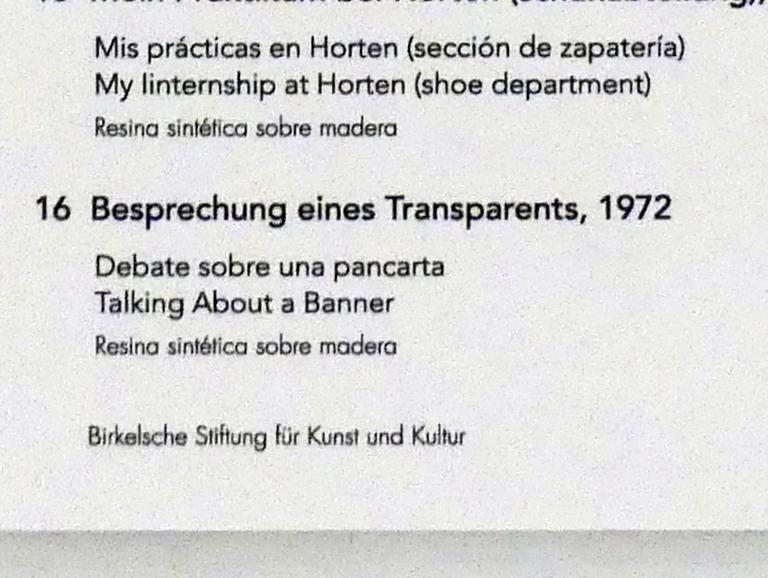 Mis prácticas en Horten (sección de zapatería)
My Iinternship at Horten (shoe department)
Resina sintética sobre madera
16 Besprechung eines Transparents, 1972
Debate sobre una pancarta
Talking About a Banner
Resina sintética sobre madera
Birkelsche Stiftung für Kunst und Kultur